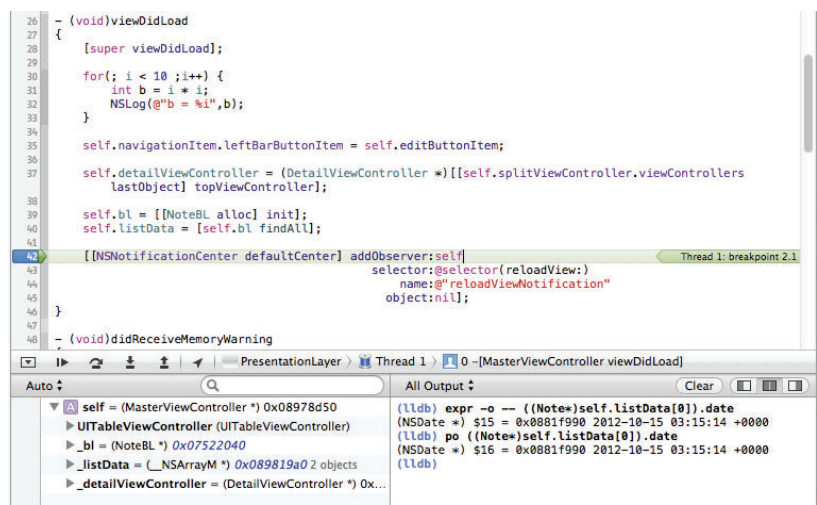 26 - (void)viewDidLoad
27 {
28 [super viewDidLoad];
29
30 for(; i < 10 ;i++) {
31 int b = i * i;
32 NSLog(@"b = %i",b);
33 }
34
35 self.navigationItem.leftBarButtonItem = self.editButtonItem;
36
37 self.detailViewController = (DetailViewController *)[[self.splitViewController.viewControllers
lastObject] topViewController];
38
39 self.bl = [[NoteBL alloc] init];
40 self.listData = [self.bl findAll];
41
42 [[NSNotificationCenter defaultCenter] addObserver:self Thread 1: breakpoint 2.1
43 selector:@selector(reloadView:)
44 name:@"reloadViewNotification"
45 object:nil];
46 }
47
48 - (void)didReceiveMemoryWarning
PresentationLayer Thread 1 0 -[MasterViewController viewDidLoad]
Auto All Output Clear
A self = (MasterViewController *) 0x08978d50
UITableViewController (UITableViewController)
_bl = (NoteBL *) 0x07522040
_listData = (__NSArrayM *) 0x089819a0 2 objects
_detailViewController = (DetailViewController *) 0x...
(lldb) expr -o -- ((Note*)self.listData[0]).date
(NSDate *) $15 = 0x0881f990 2012-10-15 03:15:14 +0000
(lldb) po ((Note*)self.listData[0]).date
(NSDate *) $16 = 0x0881f990 2012-10-15 03:15:14 +0000
(lldb)